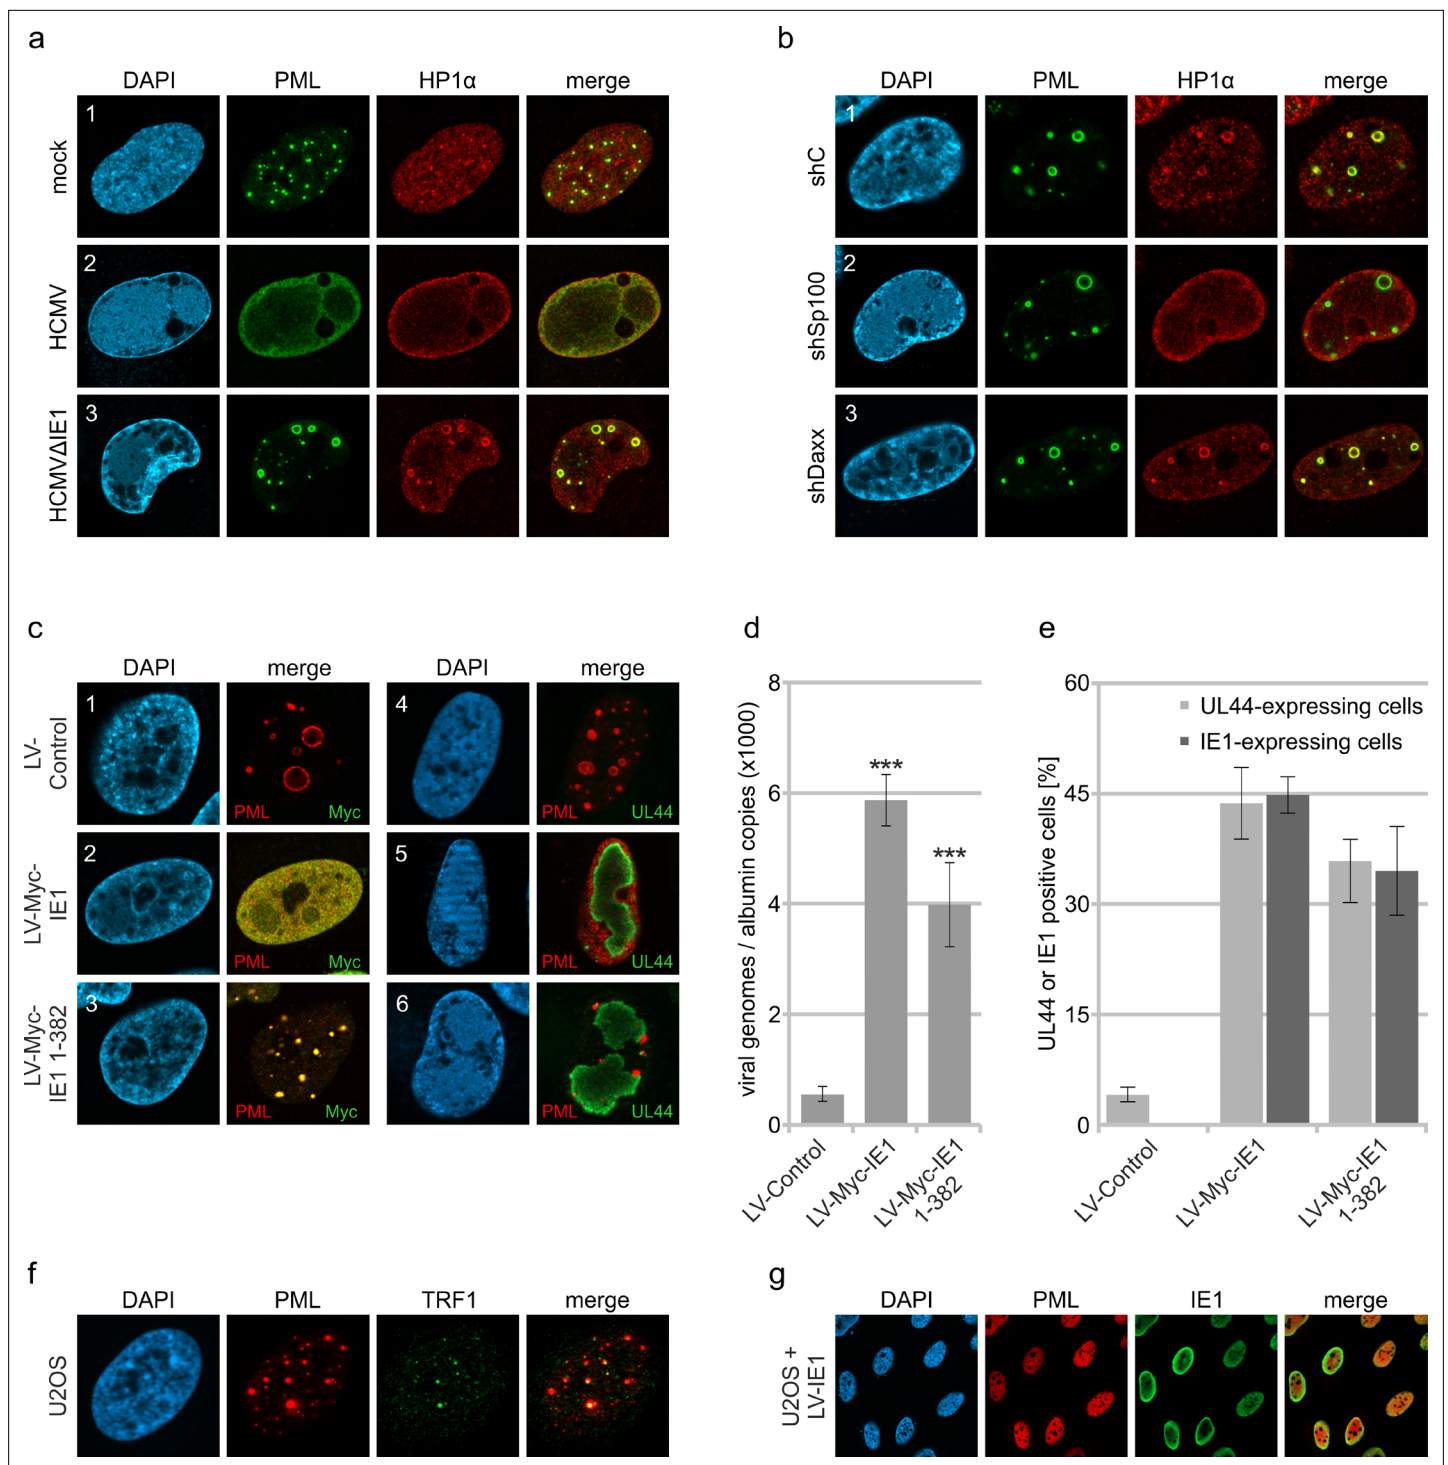 a
DAPI PML HP1α merge
mock
1
HCMV
2
HCMVΔIE1
3
b
DAPI PML HP1α merge
shC
1
shSp100
2
shDaxx
3
c
DAPI merge DAPI merge
LV-
Control
1
PML Myc
4
PML UL44
LV-Myc-
IE1
2
PML Myc
5
PML UL44
LV-Myc-
IE1 1-382
3
PML Myc
6
PML UL44
d
viral genomes / albumin copies (x1000)
8
6
4
2
0
***
***
LV-Control
LV-Myc-IE1
LV-Myc-IE1
1-382
e
UL44 or IE1 positive cells [%]
60
45
30
15
0
UL44-expressing cells
IE1-expressing cells
LV-Control
LV-Myc-IE1
LV-Myc-IE1
1-382
f
DAPI PML TRF1 merge
U2OS
g
DAPI PML IE1 merge
U2OS +
LV-IE1